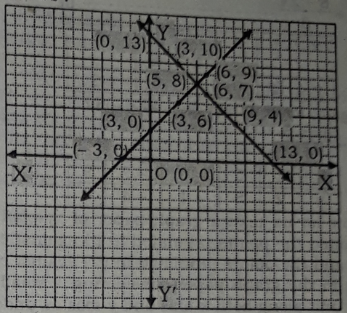 Y
(0, 13) (3, 10)
(5, 8) (6, 9)
(6, 7)
(3, 0) (3, 6) (9, 4)
(– 3, 0) (13, 0)
X′ O (0, 0) X
Y′